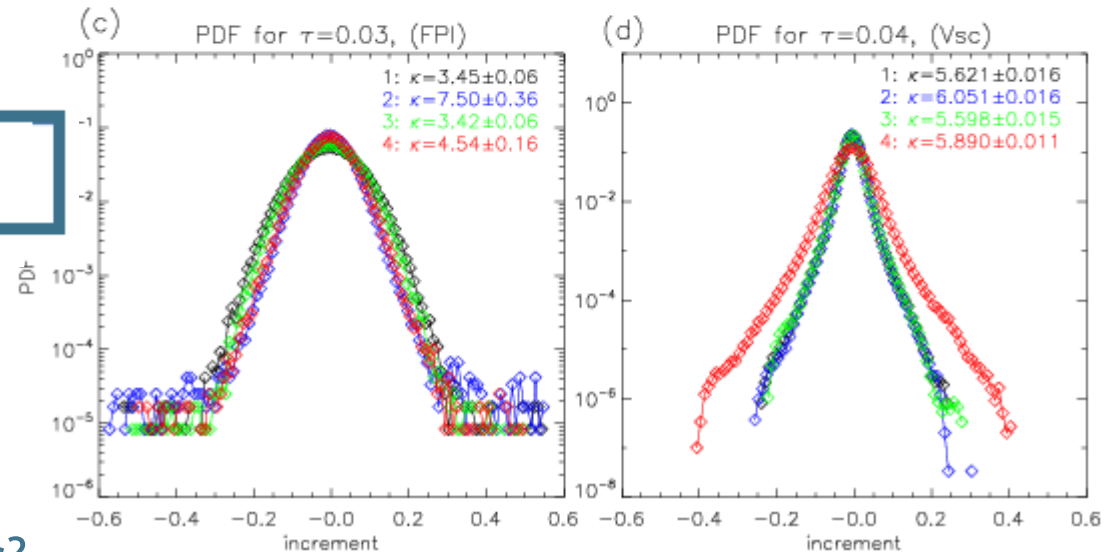 (c)
PDF for τ=0.03, (FPI)
1: κ=3.45±0.06
2: κ=7.50±0.36
3: κ=3.42±0.06
4: κ=4.54±0.16
10⁰
-1
-2
10⁻³
10⁻⁴
10⁻⁵
10⁻⁶
PDF
−0.6 −0.4 −0.2 −0.0 0.2 0.4 0.6
increment
(d)
PDF for τ=0.04, (Vsc)
1: κ=5.621±0.016
2: κ=6.051±0.016
3: κ=5.598±0.015
4: κ=5.890±0.011
10⁰
10⁻²
10⁻⁴
10⁻⁶
10⁻⁸
−0.6 −0.4 −0.2 −0.0 0.2 0.4 0.6
increment